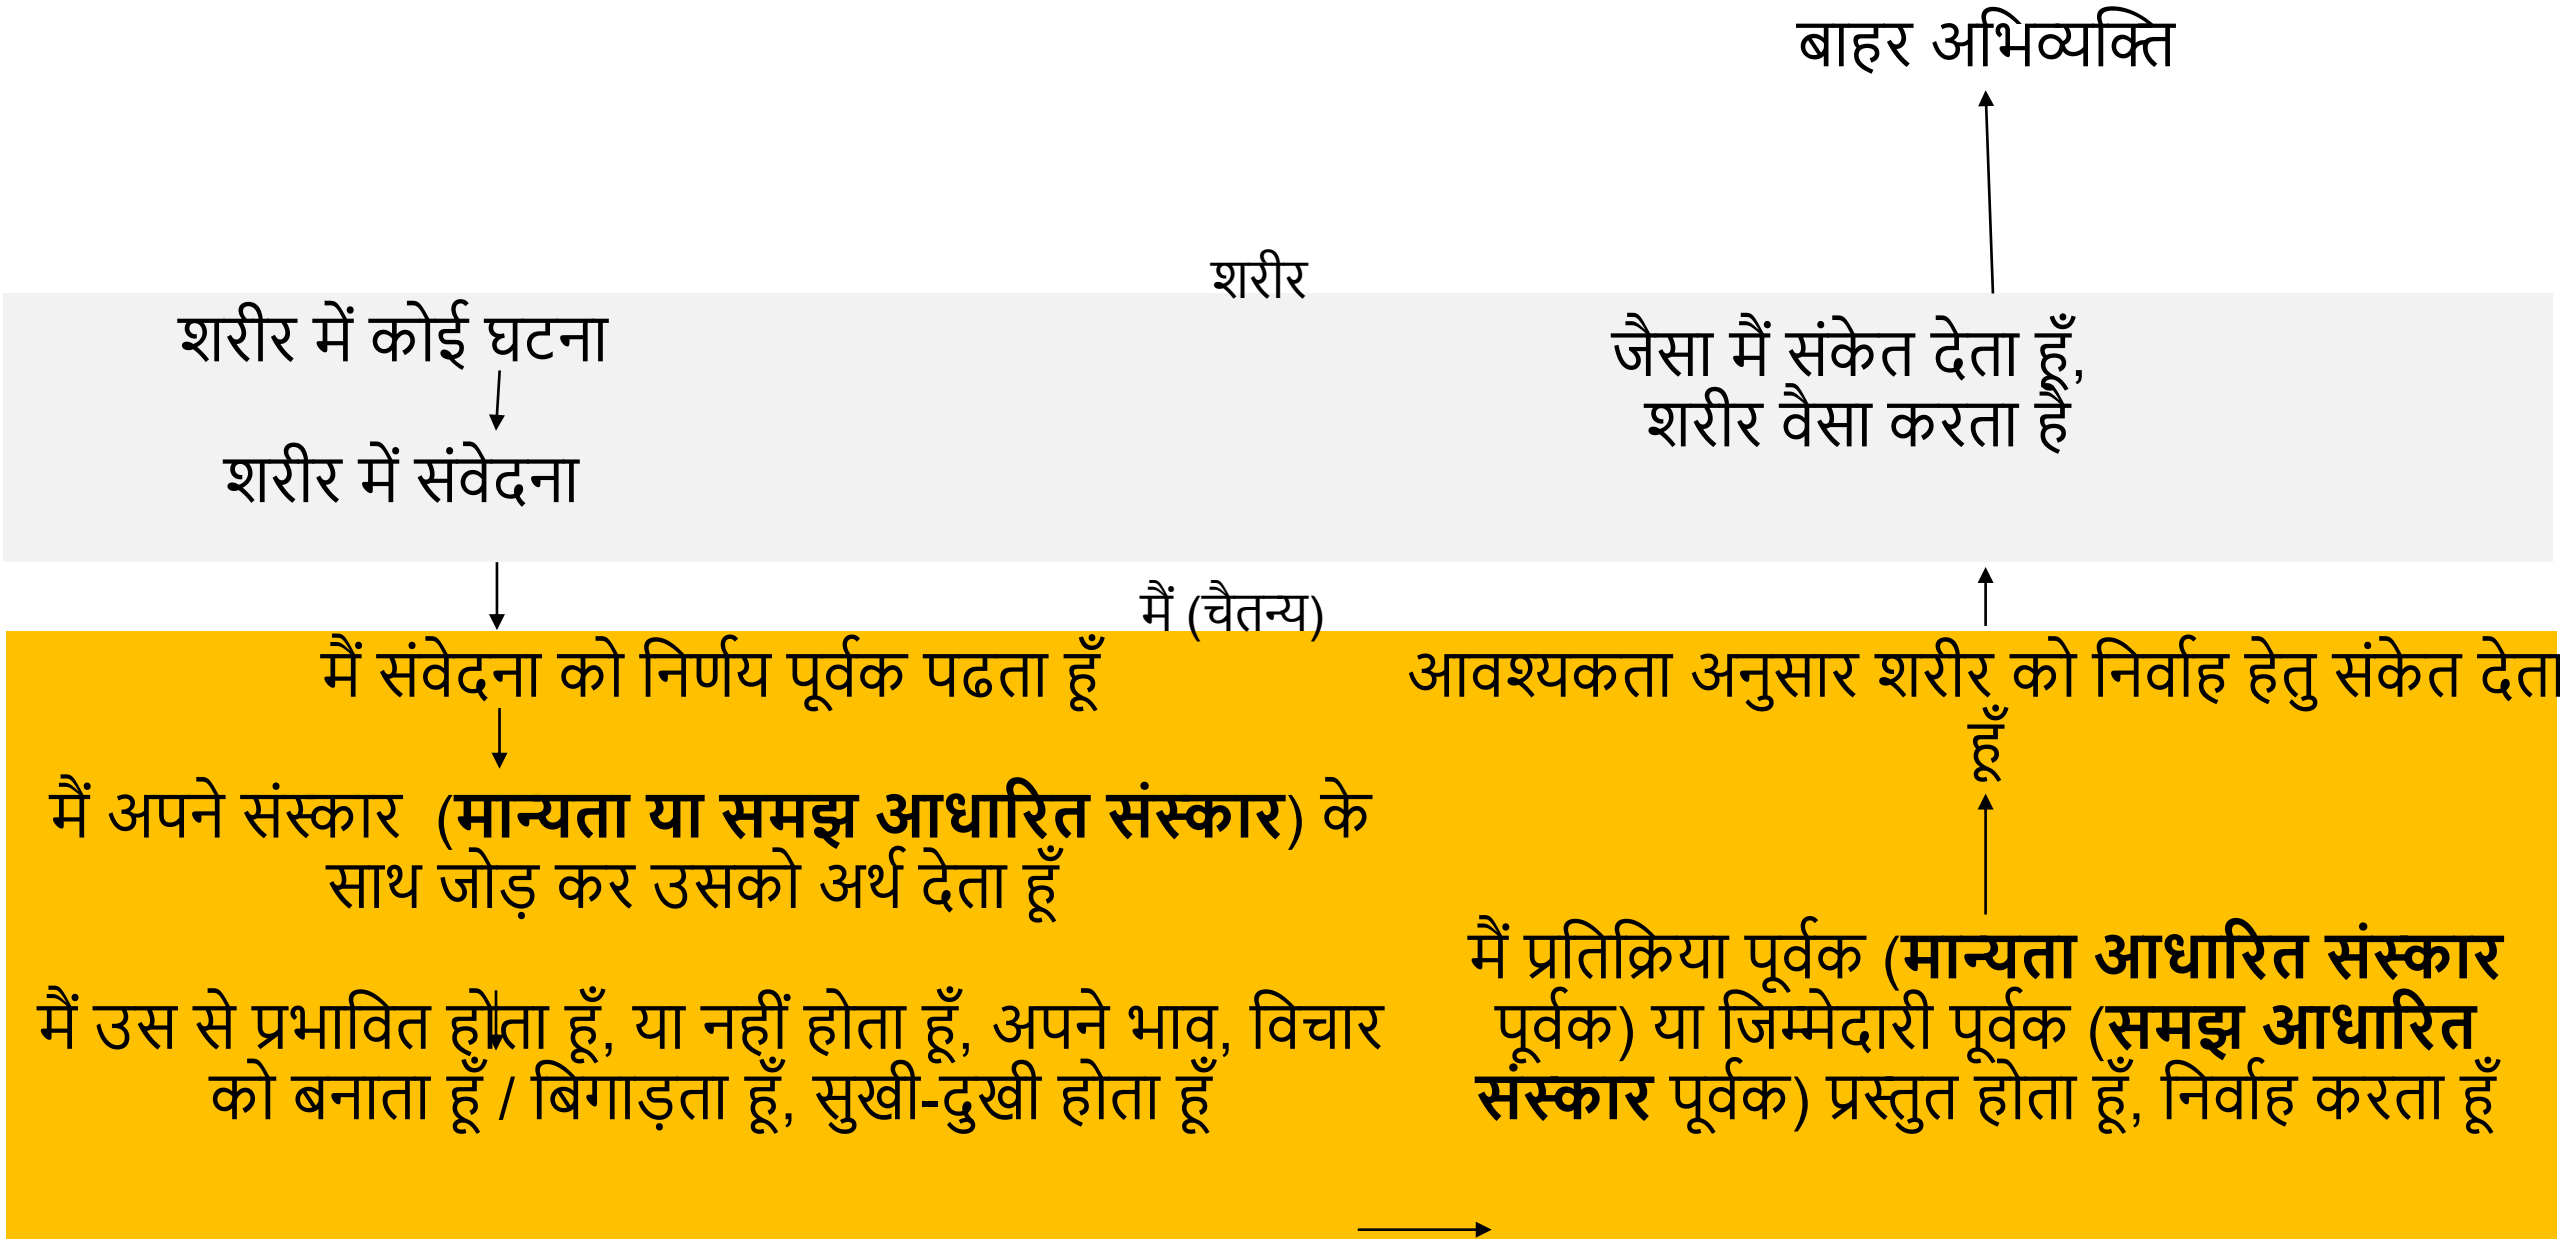 बाहर अभिव्यक्ति
शरीर
शरीर में कोई घटना
शरीर में संवेदना
जैसा मैं संकेत देता हूँ,
शरीर वैसा करता है
मैं (चैतन्य)
मैं संवेदना को निर्णय पूर्वक पढता हूँ
मैं अपने संस्कार (मान्यता या समझ आधारित संस्कार) के
साथ जोड़ कर उसको अर्थ देता हूँ
मैं उस से प्रभावित होता हूँ, या नहीं होता हूँ, अपने भाव, विचार
को बनाता हूँ / बिगाड़ता हूँ, सुखी-दुखी होता हूँ
आवश्यकता अनुसार शरीर को निर्वाह हेतु संकेत देता
हूँ
मैं प्रतिक्रिया पूर्वक (मान्यता आधारित संस्कार
पूर्वक) या जिम्मेदारी पूर्वक (समझ आधारित
संस्कार पूर्वक) प्रस्तुत होता हूँ, निर्वाह करता हूँ